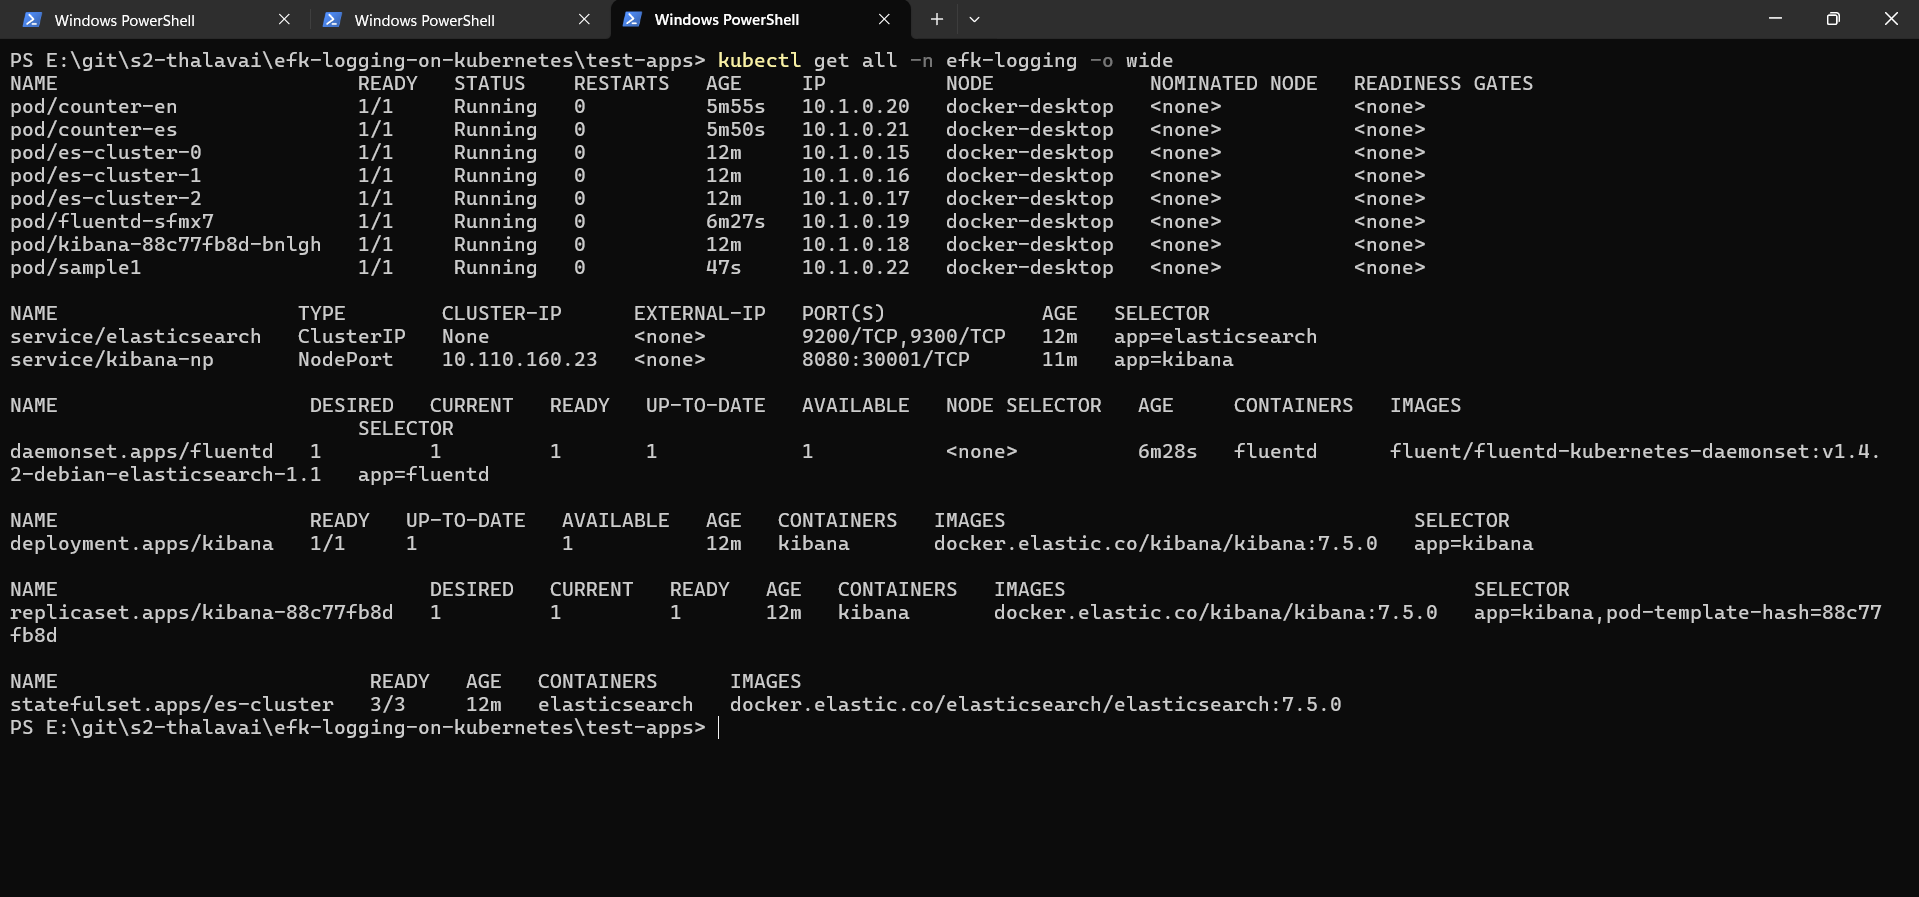 Windows PowerShell Windows PowerShell Windows PowerShell
PS E:\git\s2-thalavai\efk-logging-on-kubernetes\test-apps> kubectl get all -n efk-logging -o wide
NAME READY STATUS RESTARTS AGE IP NODE NOMINATED NODE READINESS GATES
pod/counter-en 1/1 Running 0 5m55s 10.1.0.20 docker-desktop <none> <none>
pod/counter-es 1/1 Running 0 5m50s 10.1.0.21 docker-desktop <none> <none>
pod/es-cluster-0 1/1 Running 0 12m 10.1.0.15 docker-desktop <none> <none>
pod/es-cluster-1 1/1 Running 0 12m 10.1.0.16 docker-desktop <none> <none>
pod/es-cluster-2 1/1 Running 0 12m 10.1.0.17 docker-desktop <none> <none>
pod/fluentd-sfmx7 1/1 Running 0 6m27s 10.1.0.19 docker-desktop <none> <none>
pod/kibana-88c77fb8d-bnlgh 1/1 Running 0 12m 10.1.0.18 docker-desktop <none> <none>
pod/sample1 1/1 Running 0 47s 10.1.0.22 docker-desktop <none> <none>
NAME TYPE CLUSTER-IP EXTERNAL-IP PORT(S) AGE SELECTOR
service/elasticsearch ClusterIP None <none> 9200/TCP,9300/TCP 12m app=elasticsearch
service/kibana-np NodePort 10.110.160.23 <none> 8080:30001/TCP 11m app=kibana
NAME DESIRED CURRENT READY UP-TO-DATE AVAILABLE NODE SELECTOR AGE CONTAINERS IMAGES
SELECTOR
daemonset.apps/fluentd 1 1 1 1 1 <none> 6m28s fluentd fluent/fluentd-kubernetes-daemonset:v1.4.
2-debian-elasticsearch-1.1 app=fluentd
NAME READY UP-TO-DATE AVAILABLE AGE CONTAINERS IMAGES SELECTOR
deployment.apps/kibana 1/1 1 1 12m kibana docker.elastic.co/kibana/kibana:7.5.0 app=kibana
NAME DESIRED CURRENT READY AGE CONTAINERS IMAGES SELECTOR
replicaset.apps/kibana-88c77fb8d 1 1 1 12m kibana docker.elastic.co/kibana/kibana:7.5.0 app=kibana,pod-template-hash=88c77
fb8d
NAME READY AGE CONTAINERS IMAGES
statefulset.apps/es-cluster 3/3 12m elasticsearch docker.elastic.co/elasticsearch/elasticsearch:7.5.0
PS E:\git\s2-thalavai\efk-logging-on-kubernetes\test-apps>